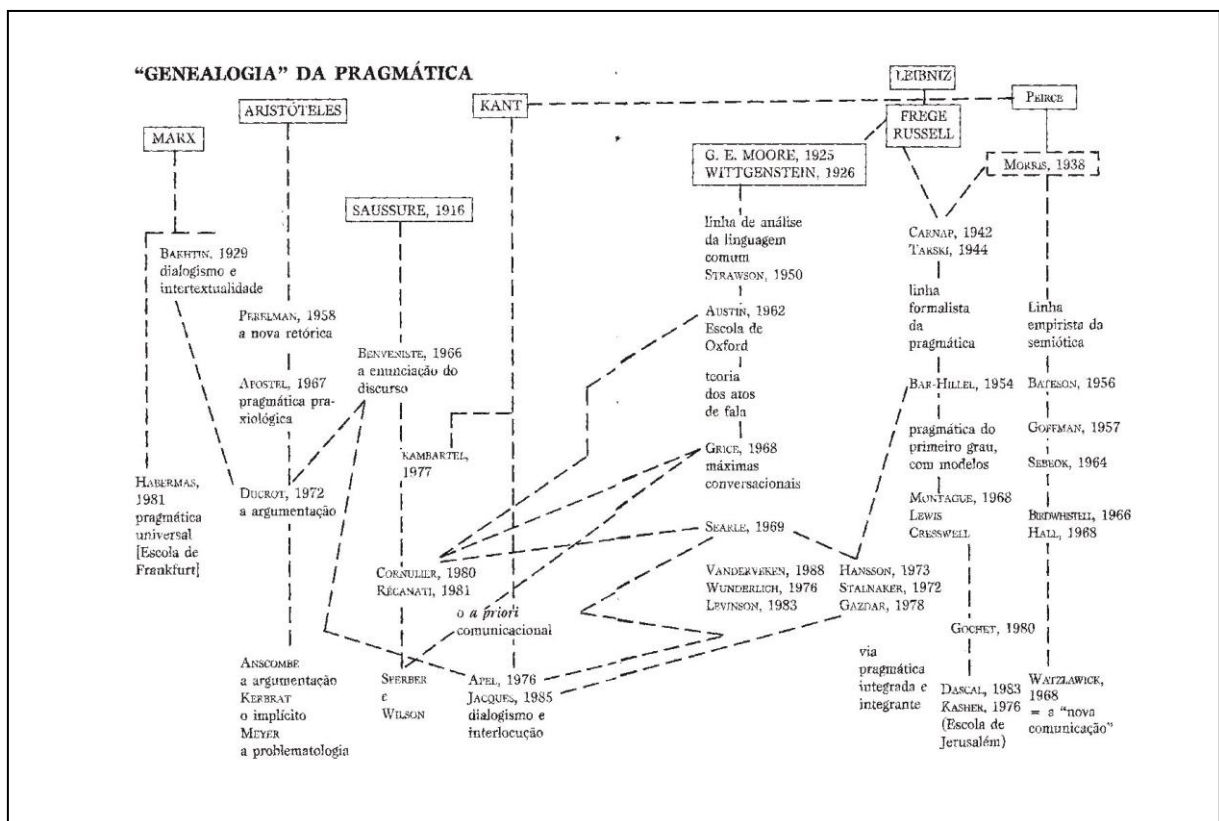 "GENEALOGIA" DA PRAGMÁTICA
LEIBNIZ
ARISTÓTELES
KANT
PEIRCE
MARX
FREGE
RUSSELL
G. E. MOORE, 1925
WITTGENSTEIN, 1926
MORRIS, 1938
SAUSSURE, 1916
linha de análise
da linguagem
comum
STRAWSON, 1950
CARNAP, 1942
TARSKI, 1944
BAKHTIN, 1929
dialogismo e
intertextualidade
linha
formalista
da
pragmática
Linha
empirista da
semiótica
PERELMAN, 1958
a nova retórica
AUSTIN, 1962
Escola de
Oxford
BENVENISTE, 1966
a enunciação do
discurso
teoria
dos atos
de fala
APOSTEL, 1967
pragmática pra-
xiológica
BAR-HILLEL, 1954
BATESON, 1956
pragmática do
primeiro grau,
com modelos
GOFFMAN, 1957
KAMBARTEL,
1977
GRICE, 1968
máximas
conversacionais
SEBEOK, 1964
HABERMAS,
1981
pragmática
universal
[Escola de
Frankfurt]
DUCROT, 1972
a argumentação
MONTAGUE, 1968
LEWIS
CRESSWELL
SEARLE, 1969
BIRDWHISTELL, 1966
HALL, 1968
CORNULIER, 1980
RÉCANATI, 1981
VANDERVEKEN, 1988
WUNDERLICH, 1976
LEVINSON, 1983
HANSSON, 1973
STALNAKER, 1972
GAZDAR, 1978
o a priori
comunicacional
GOCHET, 1980
via
pragmática
integrada e
integrante
ANSCOMBE
a argumentação
KERBRAT
o implícito
MEYER
a problematologia
SPERBER
e
WILSON
APEL, 1976
JACQUES, 1985
dialogismo e
interlocução
DASCAL, 1983
KASHER, 1976
(Escola de
Jerusalém)
WATZLAWICK,
1968
= a "nova
comunicação"